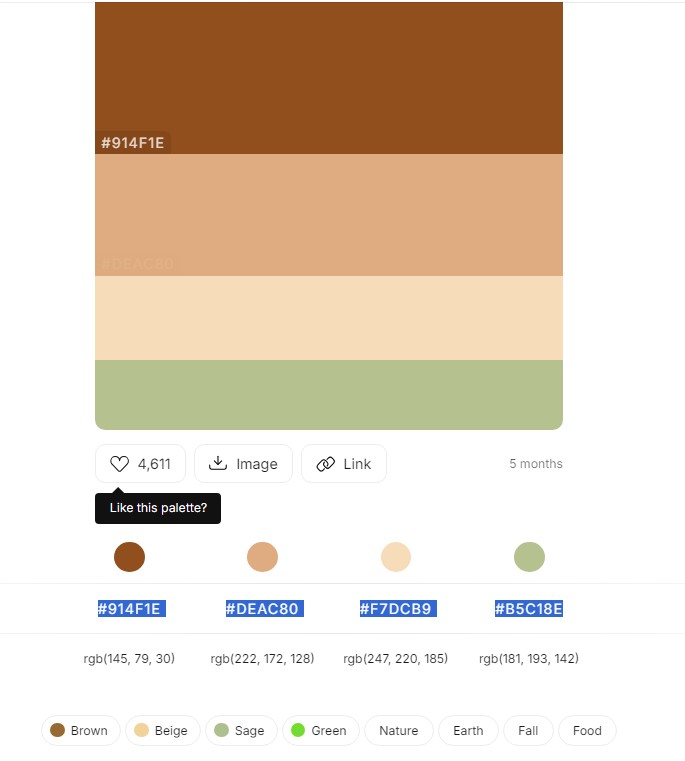 #914F1E
#DEAC80
4,611 Image Link 5 months
Like this palette?
#914F1E #DEAC80 #F7DCB9 #B5C18E
rgb(145, 79, 30) rgb(222, 172, 128) rgb(247, 220, 185) rgb(181, 193, 142)
Brown Beige Sage Green Nature Earth Fall Food